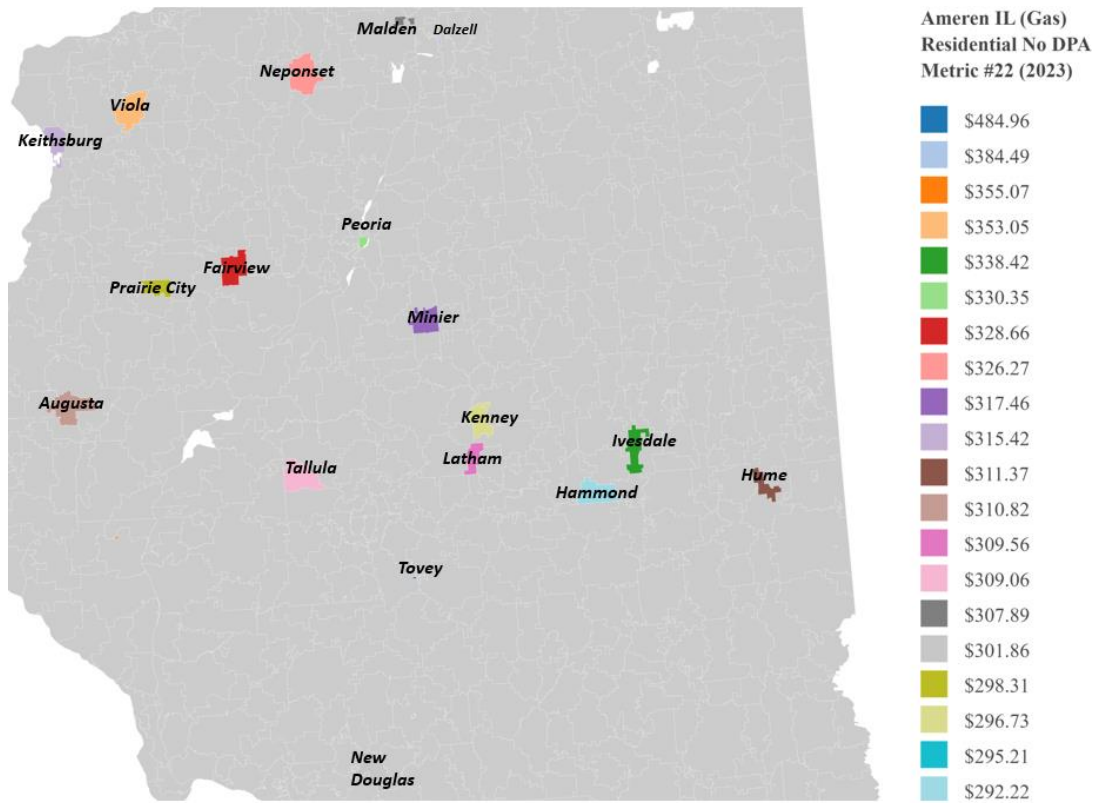 Malden
Dalzell
Neponset
Viola
Keithsburg
Peoria
Fairview
Prairie City
Minier
Augusta
Kenney
Ivesdale
Latham
Tallula
Hume
Hammond
Tovey
New
Douglas
Ameren IL (Gas)
Residential No DPA
Metric #22 (2023)
$484.96
$384.49
$355.07
$353.05
$338.42
$330.35
$328.66
$326.27
$317.46
$315.42
$311.37
$310.82
$309.56
$309.06
$307.89
$301.86
$298.31
$296.73
$295.21
$292.22